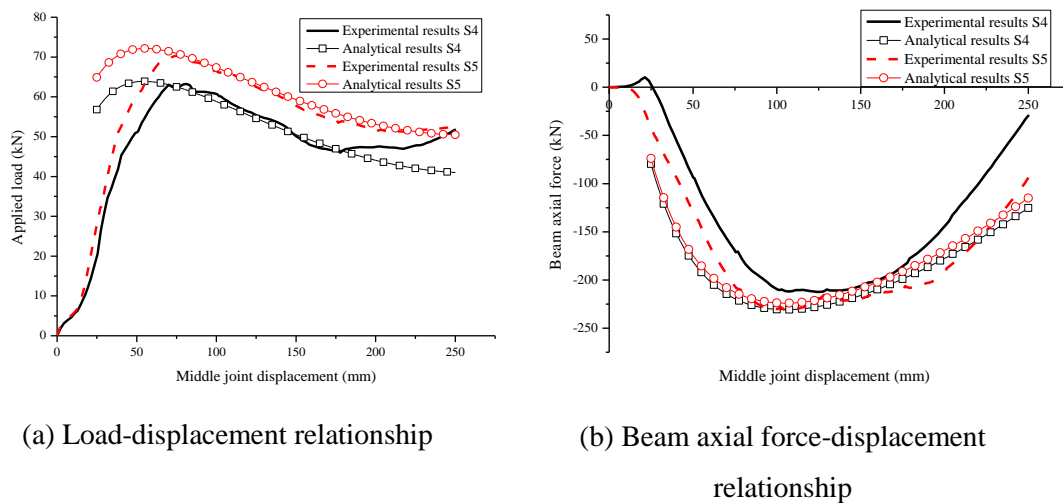 80
70
60
50
40
30
20
10
0
0 50 100 150 200 250
Applied load (kN)
Middle joint displacement (mm)
Experimental results S4
Analytical results S4
Experimental results S5
Analytical results S5
(a) Load-displacement relationship
50
0
-50
-100
-150
-200
-250
0 50 100 150 200 250
Beam axial force (kN)
Middle joint displacement (mm)
Experimental results S4
Analytical results S4
Experimental results S5
Analytical results S5
(b) Beam axial force-displacement
relationship